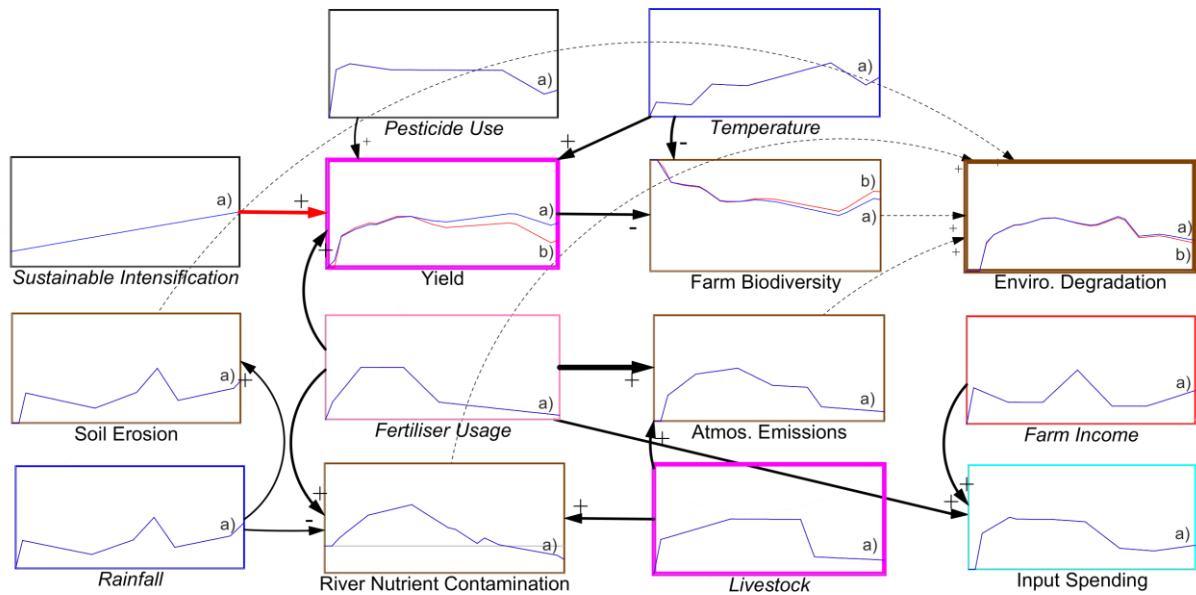 a)
a)
Pesticide Use
Temperature
+
+
-
a)
+
a)
b)
+
b)
a)
-
+
+
+
+
a)
b)
Sustainable Intensification
Yield
Farm Biodiversity
Enviro. Degradation
a)
+
a)
+
a)
a)
Soil Erosion
Fertiliser Usage
Atmos. Emissions
Farm Income
+
a)
+
-
a)
+
a)
+
+
a)
Rainfall
River Nutrient Contamination
Livestock
Input Spending